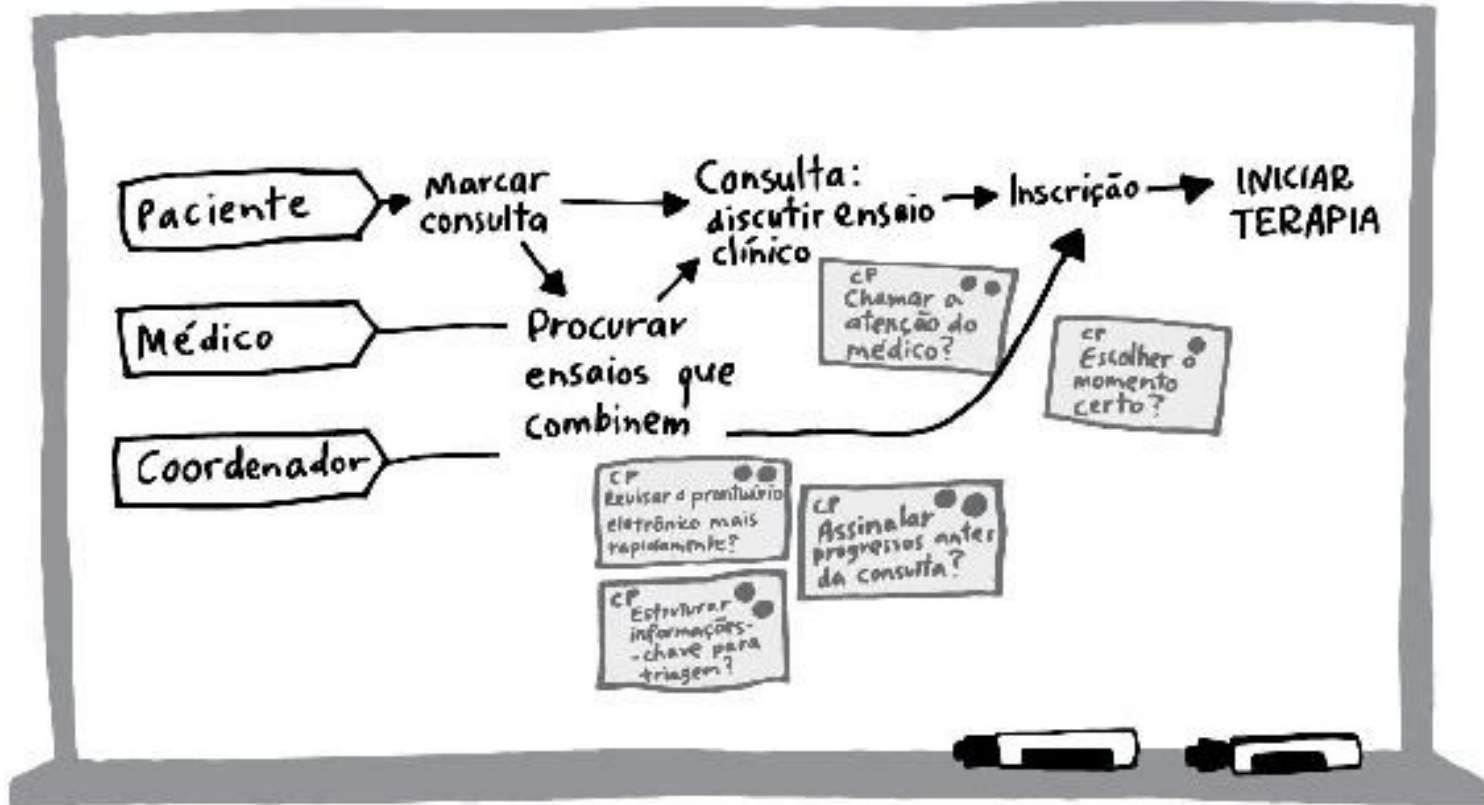 Paciente
Marcar
consulta
Consulta:
discutir ensaio
clínico
Inscrição
INICIAR
TERAPIA
Médico
Procurar
ensaios que
combinem
Coordenador
CP
Chamar a
atenção do
médico?
CP
Escolher o
momento
certo?
CP
Revisar o prontuário
eletrônico mais
rapidamente?
CP
Assinalar
progressos antes
da consulta?
CP
Estruturar
informações-
-chave para
triagem?